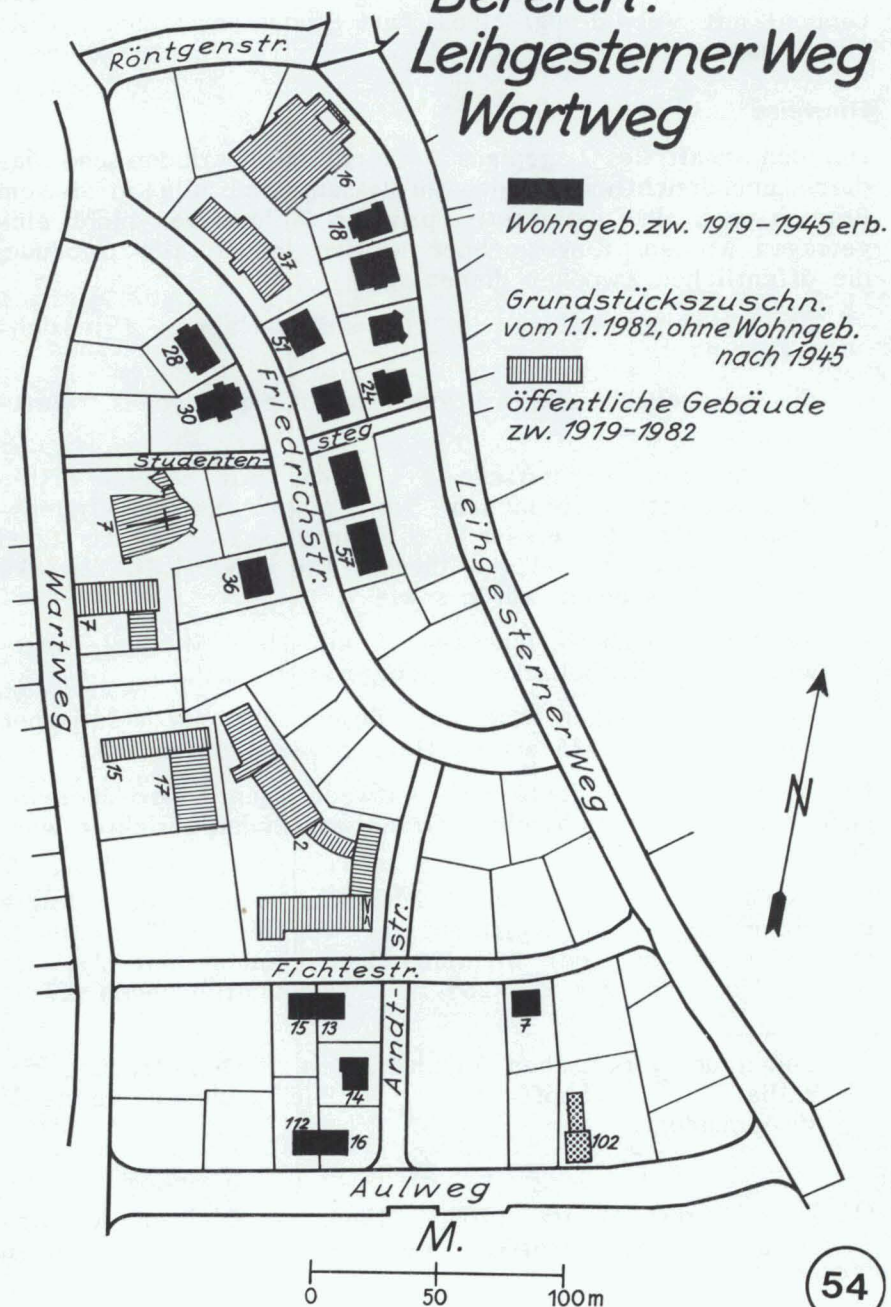 Bereich:
Leihgesterner Weg
Wartweg
Wohngeb. zw. 1919-1945 erb.
Grundstückszuschn.
vom 1.1.1982, ohne Wohngeb.
nach 1945
öffentliche Gebäude
zw. 1919-1982
Röntgenstr.
16
18
37
51
28
24
30
steg
Studenten-
Friedrichstr.
Leihgesterner Weg
7
57
36
Wartweg
7
15
17
2
N
Arndt-
str.
Fichtestr.
15
13
7
14
112
16
102
Aulweg
M.
0
50
100m
54